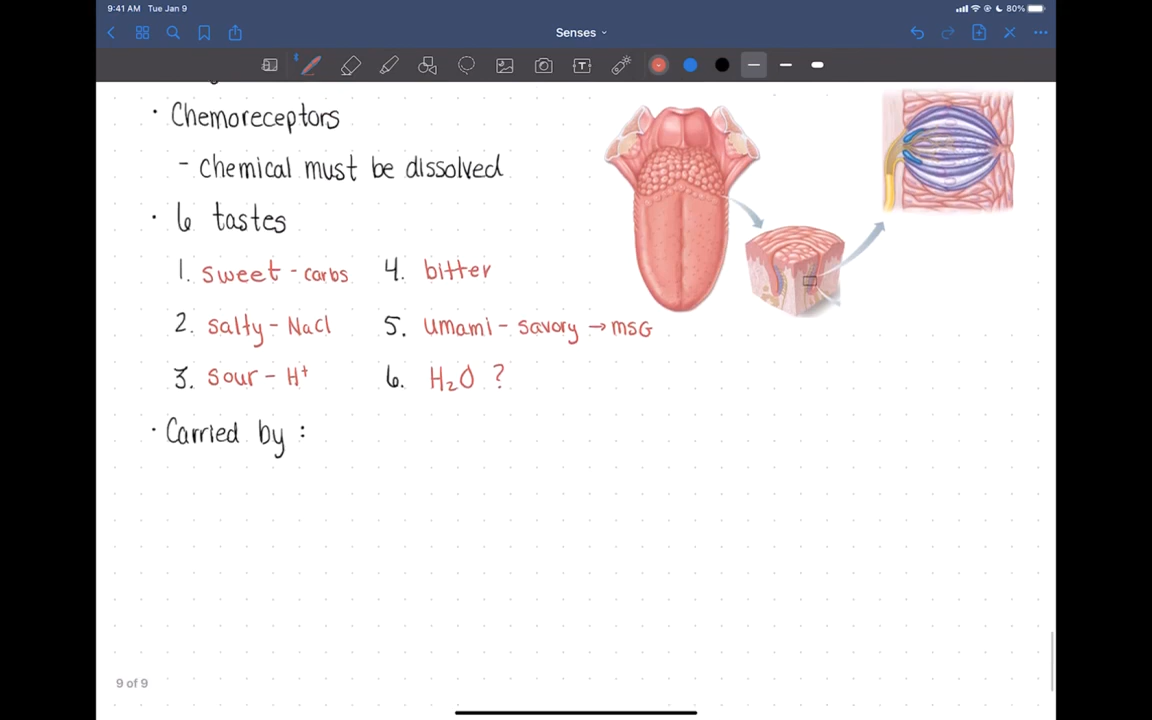 9:41 AM Tue Jan 9
80%
Senses
· Chemoreceptors
- Chemical must be dissolved
· 6 tastes
1. sweet - carbs 4. bitter
2. salty - NaCl 5. umami - savory → MSG
3. sour - H⁺ 6. H₂O ?
· Carried by :
9 of 9